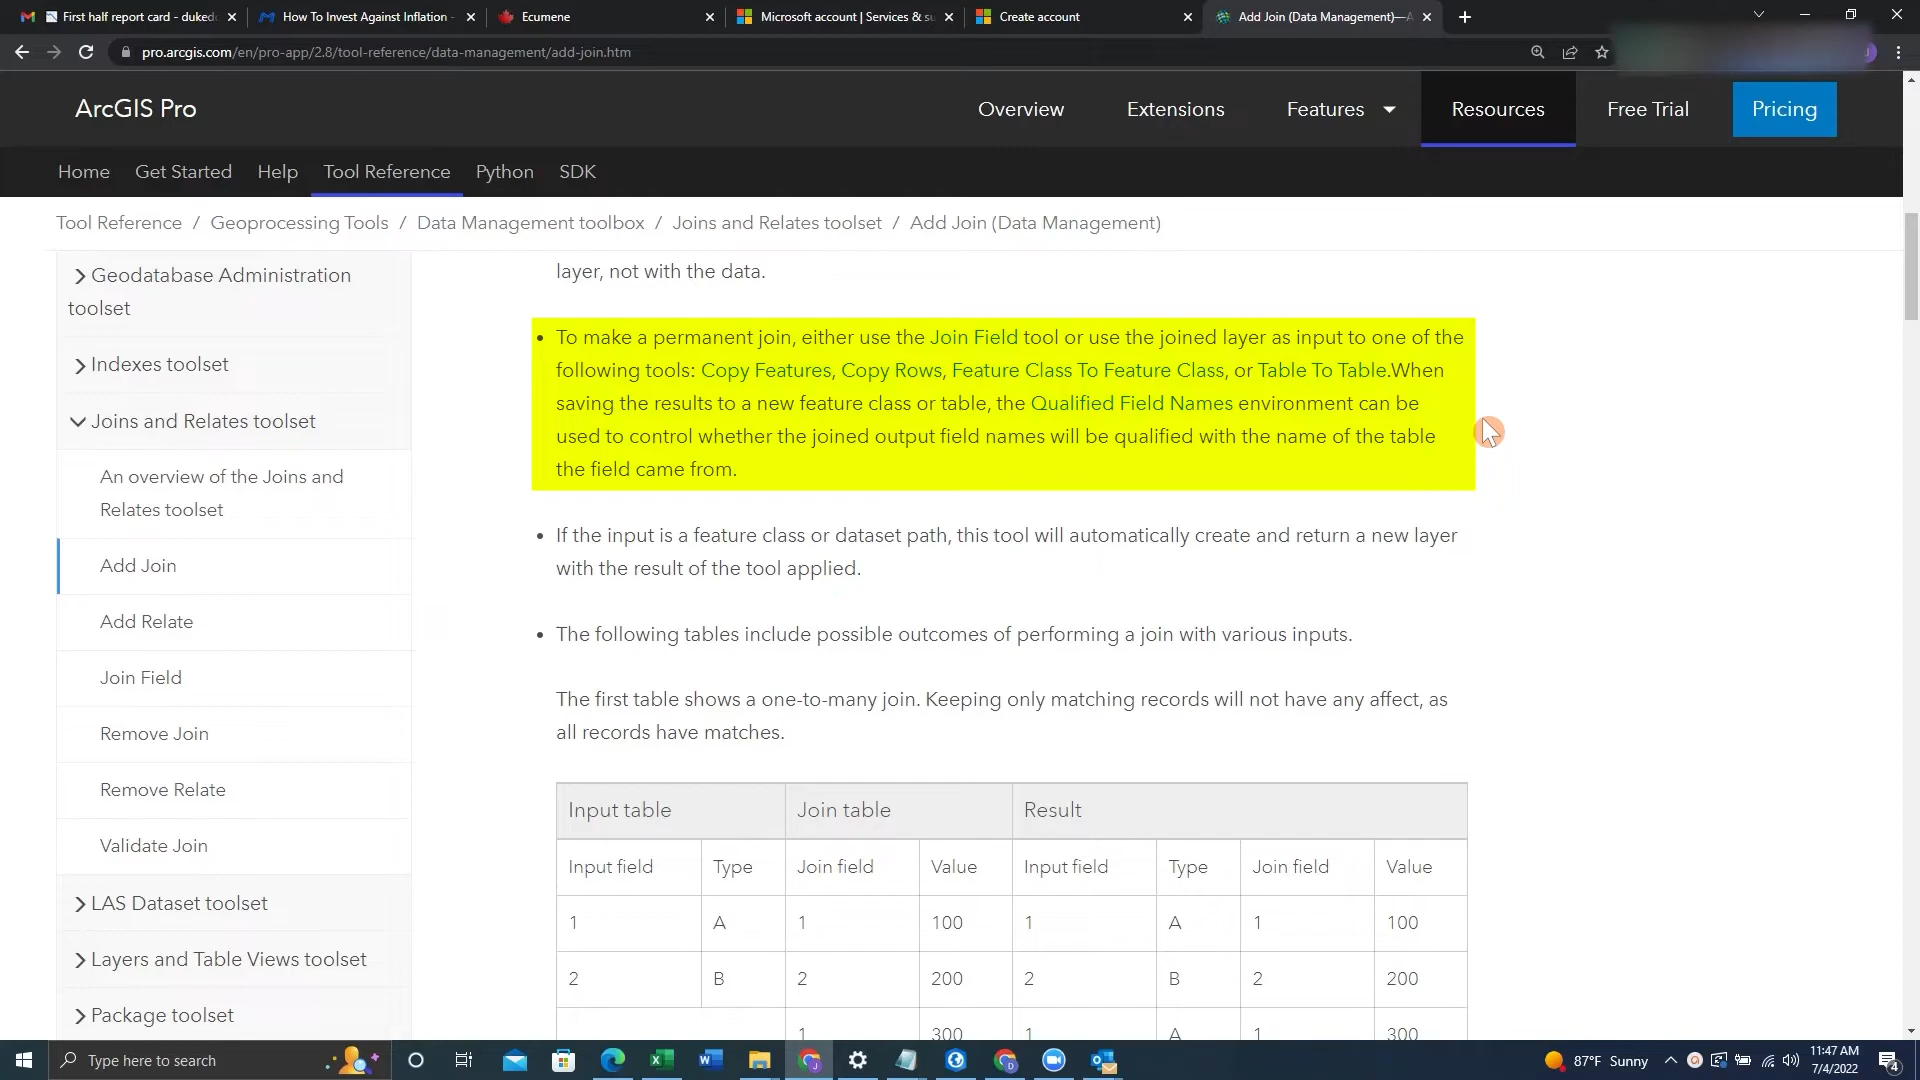 First half report card - duked
How To Invest Against Inflation -
Ecumene
Microsoft account | Services & su
Create account
Add Join (Data Management)—A
pro.arcgis.com/en/pro-app/2.8/tool-reference/data-management/add-join.htm
ArcGIS Pro
Overview
Extensions
Features
Resources
Free Trial
Pricing
Home
Get Started
Help
Tool Reference
Python
SDK
Tool Reference / Geoprocessing Tools / Data Management toolbox / Joins and Relates toolset / Add Join (Data Management)
Geodatabase Administration
toolset
Indexes toolset
Joins and Relates toolset
An overview of the Joins and
Relates toolset
Add Join
Add Relate
Join Field
Remove Join
Remove Relate
Validate Join
LAS Dataset toolset
Layers and Table Views toolset
Package toolset
layer, not with the data.
• To make a permanent join, either use the Join Field tool or use the joined layer as input to one of the
following tools: Copy Features, Copy Rows, Feature Class To Feature Class, or Table To Table.When
saving the results to a new feature class or table, the Qualified Field Names environment can be
used to control whether the joined output field names will be qualified with the name of the table
the field came from.
• If the input is a feature class or dataset path, this tool will automatically create and return a new layer
with the result of the tool applied.
• The following tables include possible outcomes of performing a join with various inputs.
The first table shows a one-to-many join. Keeping only matching records will not have any affect, as
all records have matches.
Input table Join table Result
Input field Type Join field Value Input field Type Join field Value
1 A 1 100 1 A 1 100
2 B 2 200 2 B 2 200
1 300 1 A 1 300
Type here to search
87°F Sunny
11:47 AM
7/4/2022
4